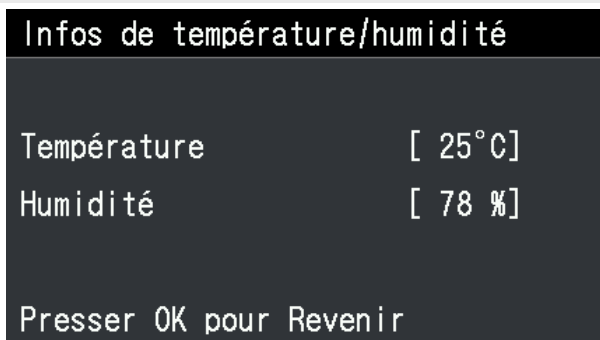 Infos de température/humidité
Température [ 25°C]
Humidité [ 78 %]
Presser OK pour Revenir